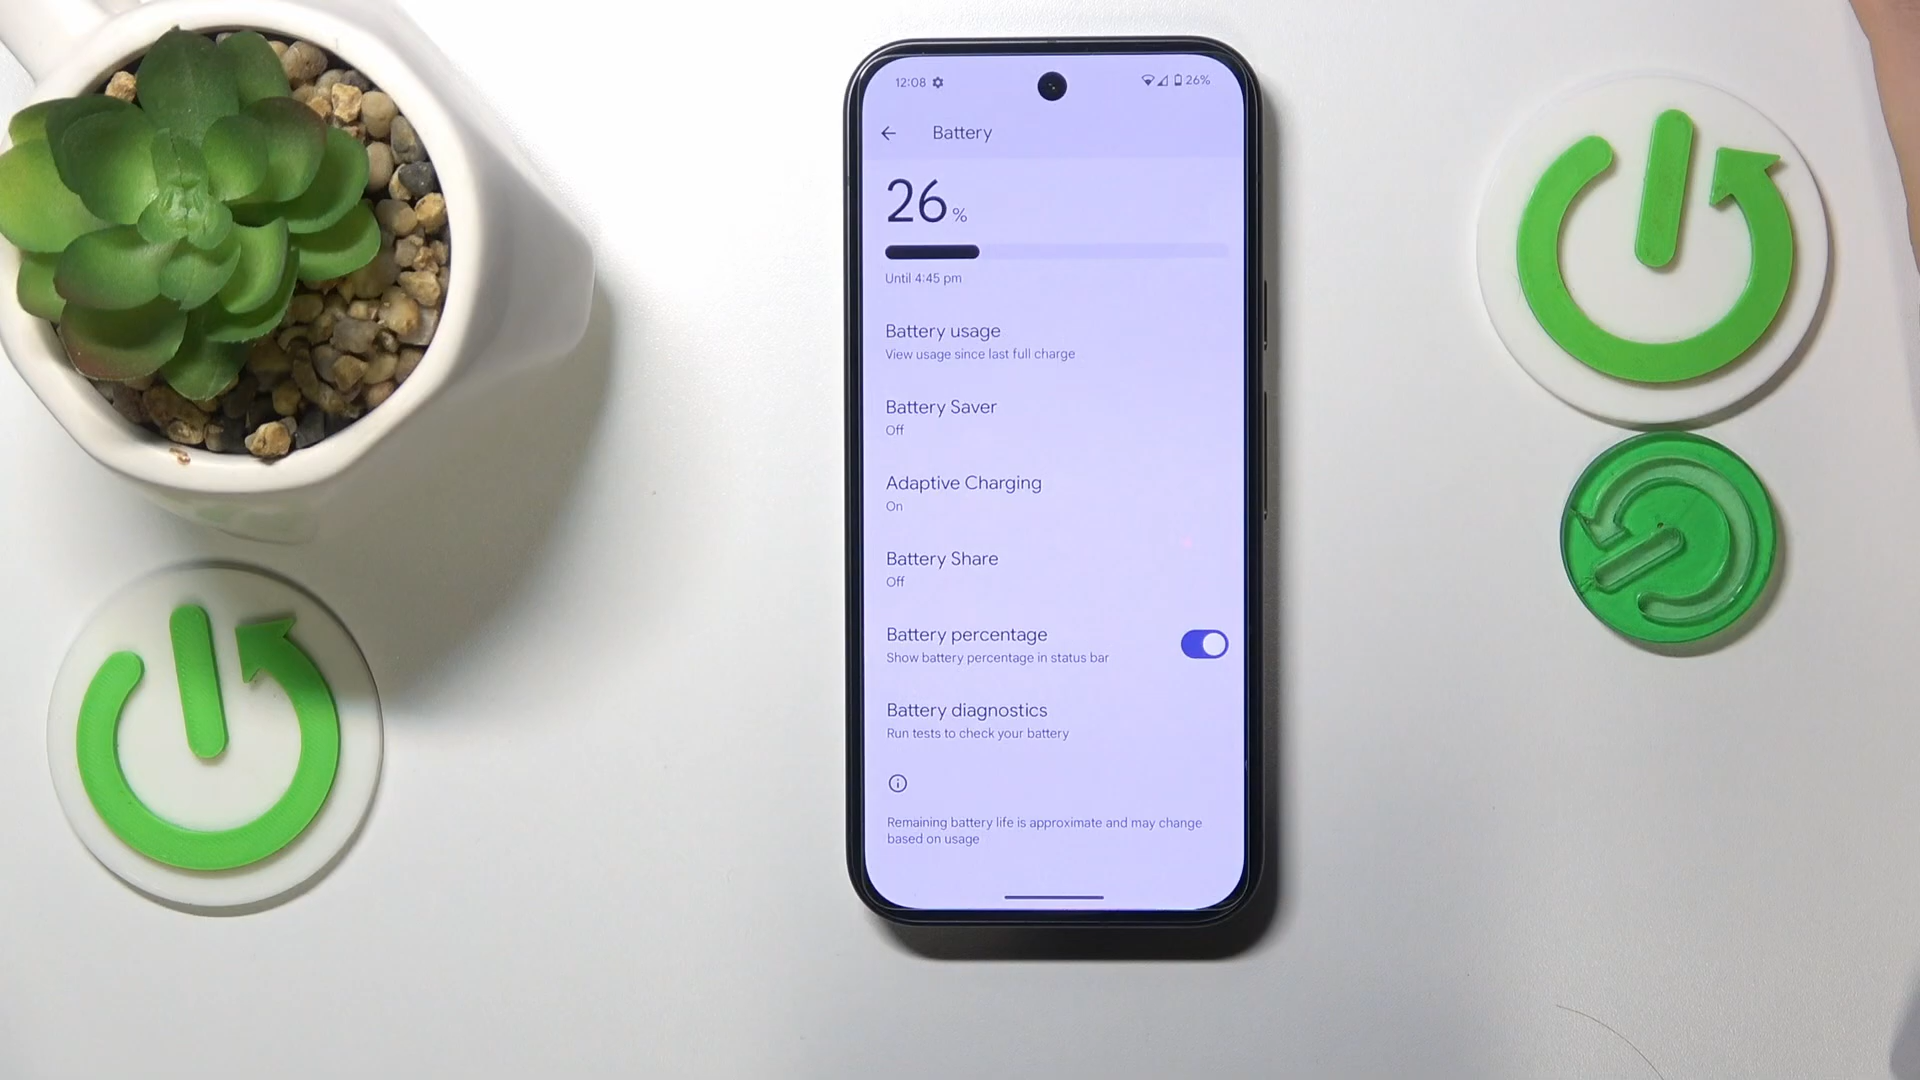 12:08
26%
Battery
26%
Until 4:45 pm
Battery usage
View usage since last full charge
Battery Saver
Off
Adaptive Charging
On
Battery Share
Off
Battery percentage
Show battery percentage in status bar
Battery diagnostics
Run tests to check your battery
Remaining battery life is approximate and may change
based on usage